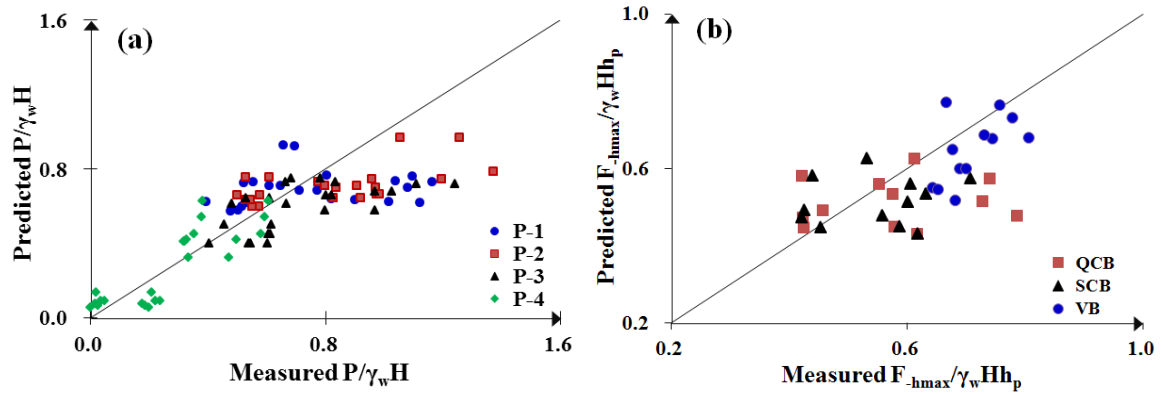 (a)
1.6
0.8
0.0
0.0 0.8 1.6
Predicted P/γwH
Measured P/γwH
P-1
P-2
P-3
P-4
(b)
1.0
0.6
0.2
0.2 0.6 1.0
Predicted F-hmax/γwHhp
Measured F-hmax/γwHhp
QCB
SCB
VB